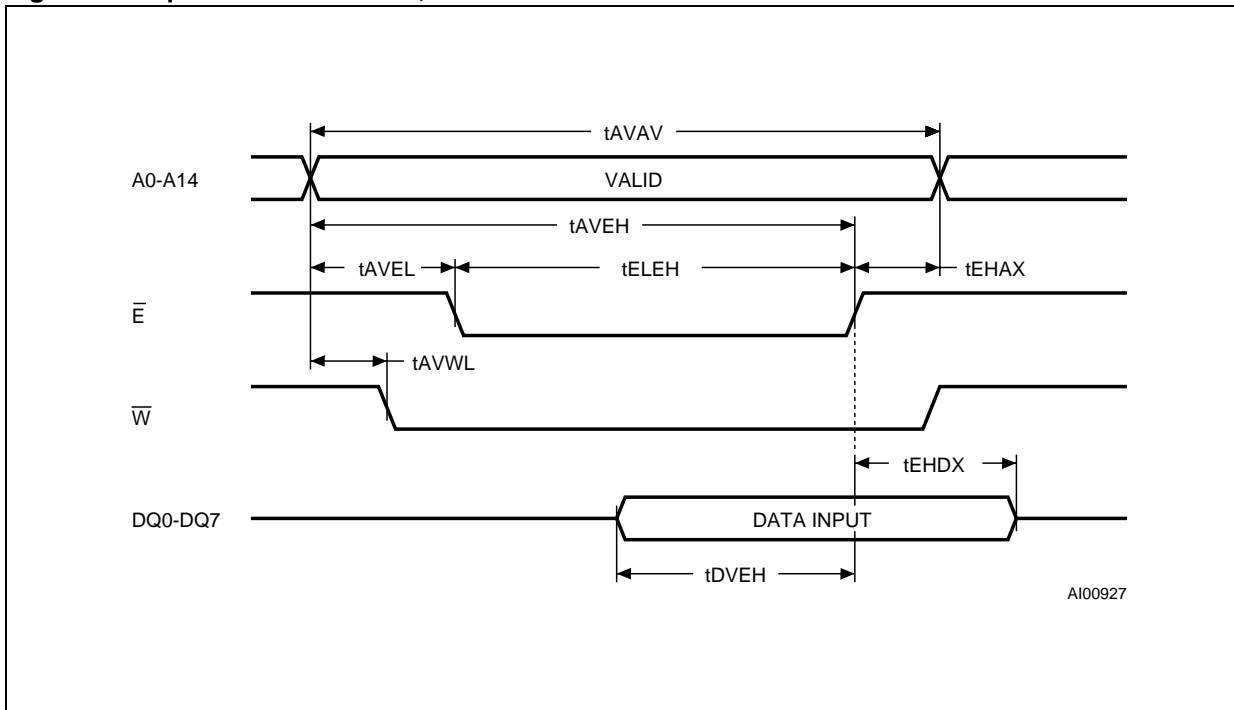 tAVAV
A0-A14
VALID
tAVEH
tAVEL
tELEH
tEHAX
E
tAVWL
W
tEHDX
DQ0-DQ7
DATA INPUT
tDVEH
AI00927